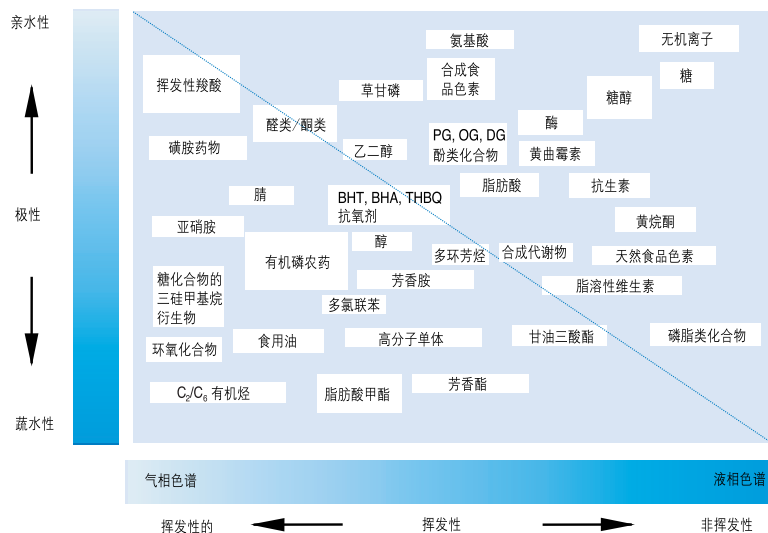 亲水性
氨基酸
无机离子
挥发性羧酸
合成食
品色素
糖
草甘磷
糖醇
醛类/酮类
酶
PG, OG, DG
酚类化合物
磺胺药物
乙二醇
黄曲霉素
脂肪酸
抗生素
腈
BHT, BHA, THBQ
抗氧剂
极性
亚硝胺
黄烷酮
醇
有机磷农药
多环芳烃
合成代谢物
天然食品色素
糖化合物的
三硅甲基烷
衍生物
芳香胺
脂溶性维生素
多氯联苯
环氧化合物
食用油
高分子单体
甘油三酸酯
磷脂类化合物
C2/C6 有机烃
脂肪酸甲酯
芳香酯
蔬水性
气相色谱
液相色谱
挥发性的
挥发性
非挥发性